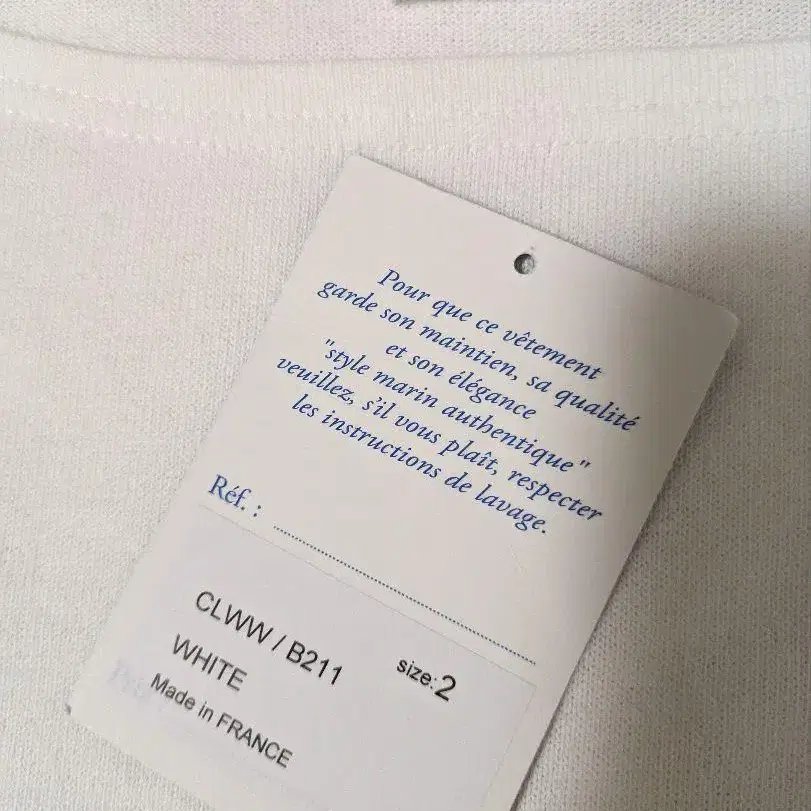 Pour que ce vêtement
garde son maintien, sa qualité
et son élégance
"style marin authentique"
veuillez, s'il vous plaît, respecter
les instructions de lavage.
Réf. :
CLWW / B211
size: 2
WHITE
Made in FRANCE